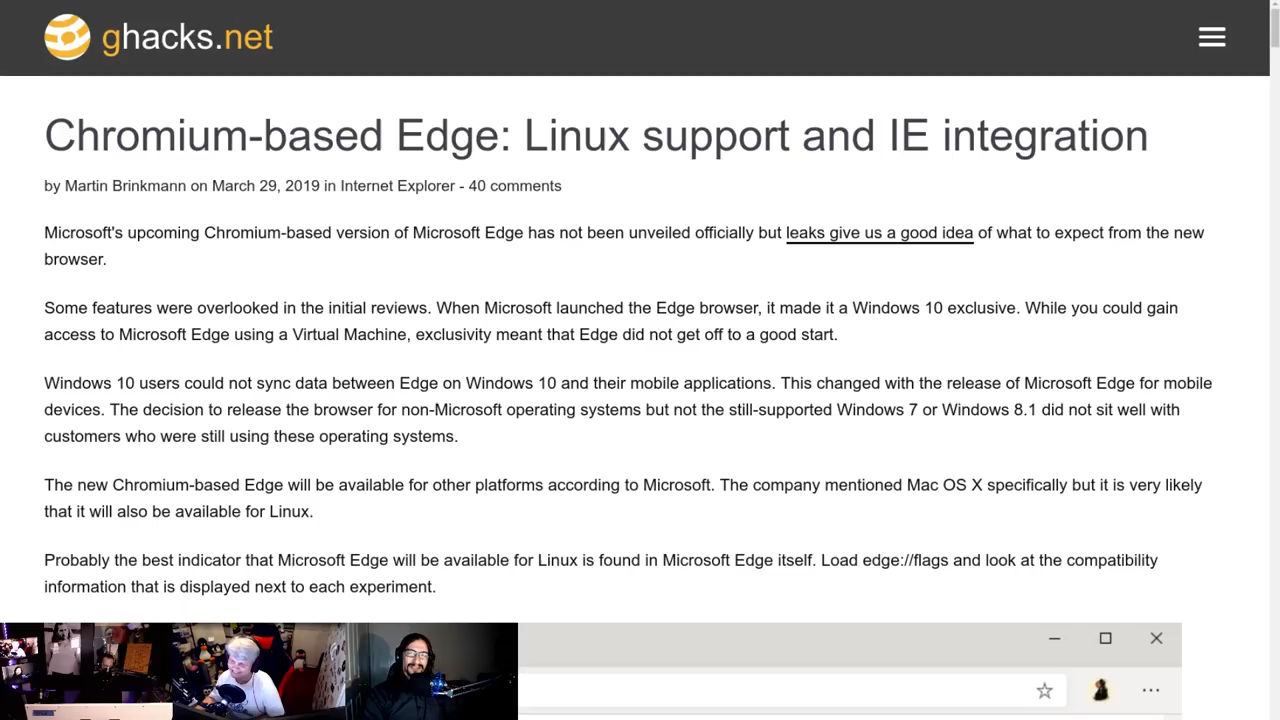 ghacks.net
Chromium-based Edge: Linux support and IE integration
by Martin Brinkmann on March 29, 2019 in Internet Explorer - 40 comments
Microsoft's upcoming Chromium-based version of Microsoft Edge has not been unveiled officially but leaks give us a good idea of what to expect from the new
browser.
Some features were overlooked in the initial reviews. When Microsoft launched the Edge browser, it made it a Windows 10 exclusive. While you could gain
access to Microsoft Edge using a Virtual Machine, exclusivity meant that Edge did not get off to a good start.
Windows 10 users could not sync data between Edge on Windows 10 and their mobile applications. This changed with the release of Microsoft Edge for mobile
devices. The decision to release the browser for non-Microsoft operating systems but not the still-supported Windows 7 or Windows 8.1 did not sit well with
customers who were still using these operating systems.
The new Chromium-based Edge will be available for other platforms according to Microsoft. The company mentioned Mac OS X specifically but it is very likely
that it will also be available for Linux.
Probably the best indicator that Microsoft Edge will be available for Linux is found in Microsoft Edge itself. Load edge://flags and look at the compatibility
information that is displayed next to each experiment.